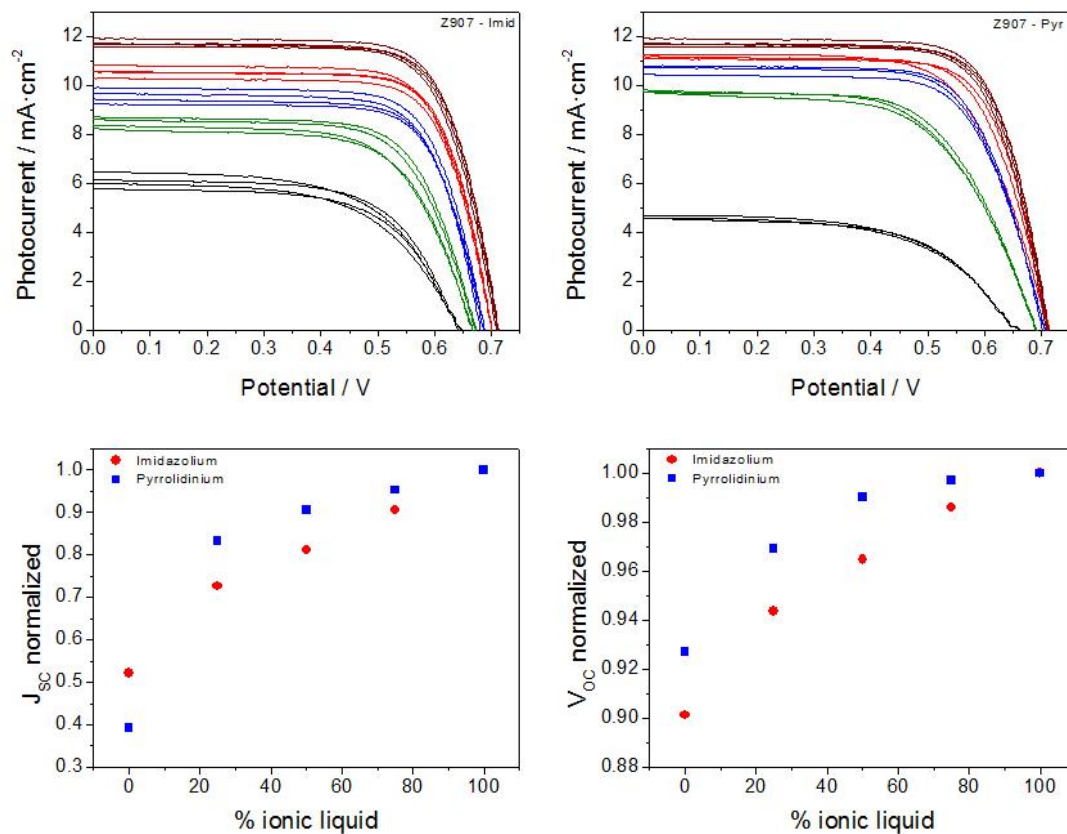 Z907 - Imid
Photocurrent / mA·cm-2
12
10
8
6
4
2
0
0.0 0.1 0.2 0.3 0.4 0.5 0.6 0.7
Potential / V
Z907 - Pyr
Photocurrent / mA·cm-2
12
10
8
6
4
2
0
0.0 0.1 0.2 0.3 0.4 0.5 0.6 0.7
Potential / V
Imidazolium
Pyrrolidinium
JSC normalized
1.0
0.9
0.8
0.7
0.6
0.5
0.4
0.3
0 20 40 60 80 100
% ionic liquid
Imidazolium
Pyrrolidinium
VOC normalized
1.00
0.98
0.96
0.94
0.92
0.90
0.88
0 20 40 60 80 100
% ionic liquid